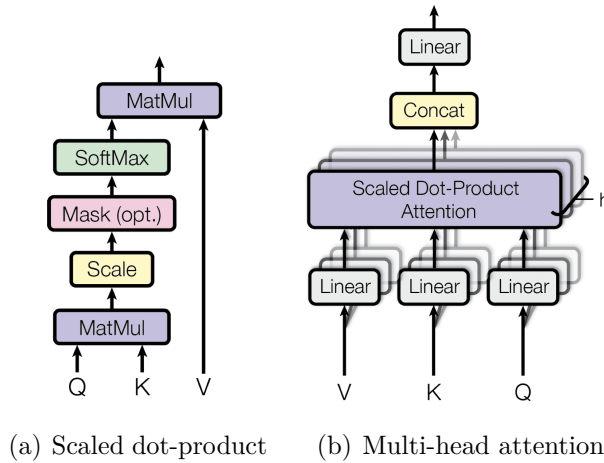 MatMul
SoftMax
Mask (opt.)
Scale
MatMul
Q K V
(a) Scaled dot-product
Linear
Concat
Scaled Dot-Product
Attention
h
Linear Linear Linear
V K Q
(b) Multi-head attention